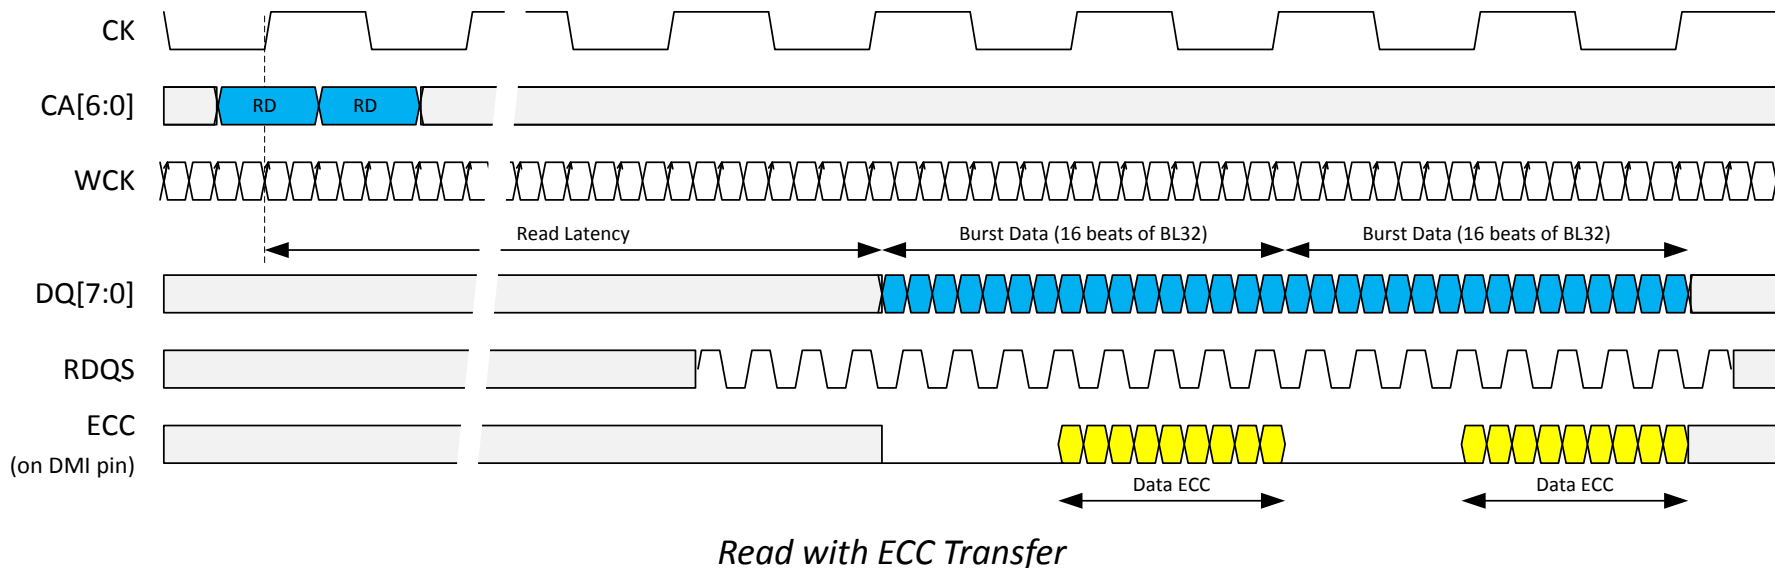 CK
CA[6:0]
RD RD
WCK
Read Latency Burst Data (16 beats of BL32) Burst Data (16 beats of BL32)
DQ[7:0]
RDQS
ECC
(on DMI pin)
Data ECC Data ECC
Read with ECC Transfer